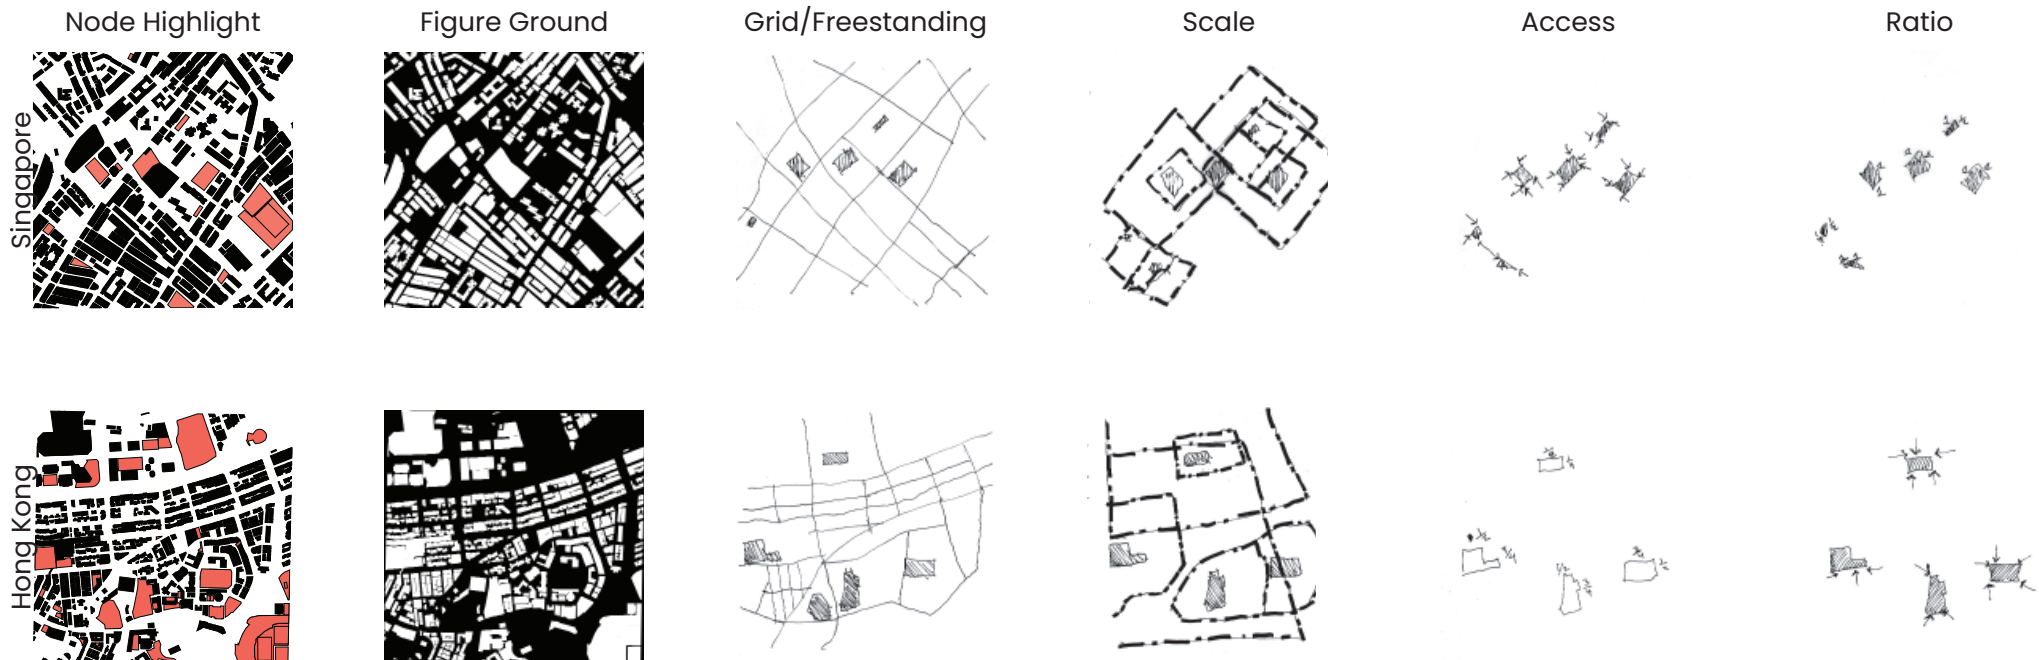 Node Highlight
Figure Ground
Grid/Freestanding
Scale
Access
Ratio
Singapore
Hong Kong